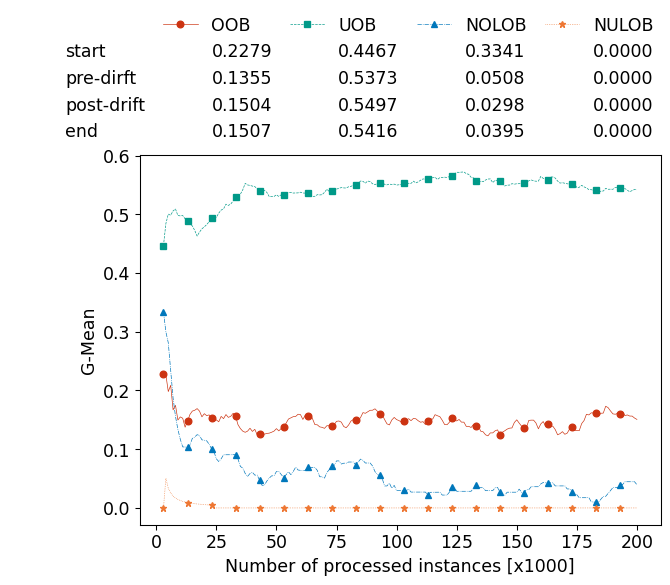 OOB UOB NOLOB NULOB
start 0.2279 0.4467 0.3341 0.0000
pre-dirft 0.1355 0.5373 0.0508 0.0000
post-drift 0.1504 0.5497 0.0298 0.0000
end 0.1507 0.5416 0.0395 0.0000
0.6
0.5
0.4
0.3
0.2
0.1
0.0
G-Mean
0 25 50 75 100 125 150 175 200
Number of processed instances [x1000]